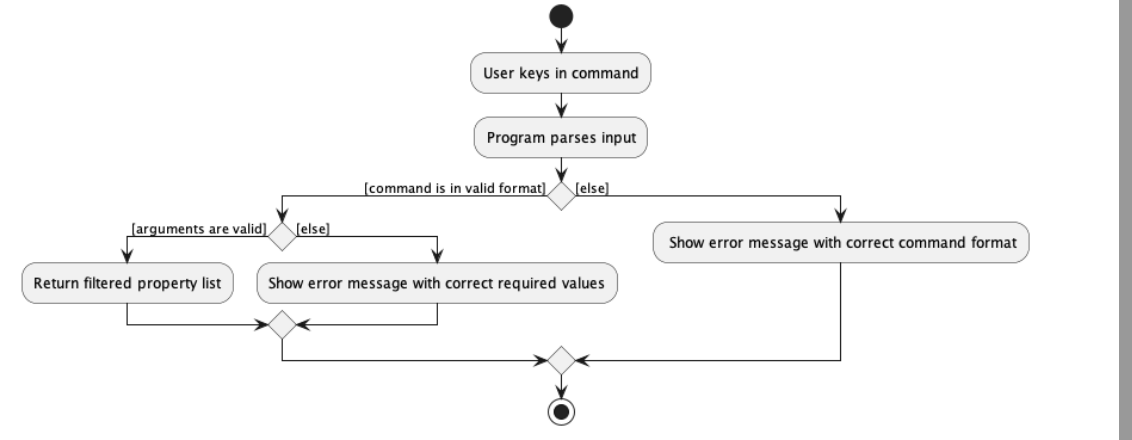 User keys in command
Program parses input
[command is in valid format]
[else]
[arguments are valid]
[else]
Show error message with correct command format
Return filtered property list
Show error message with correct required values